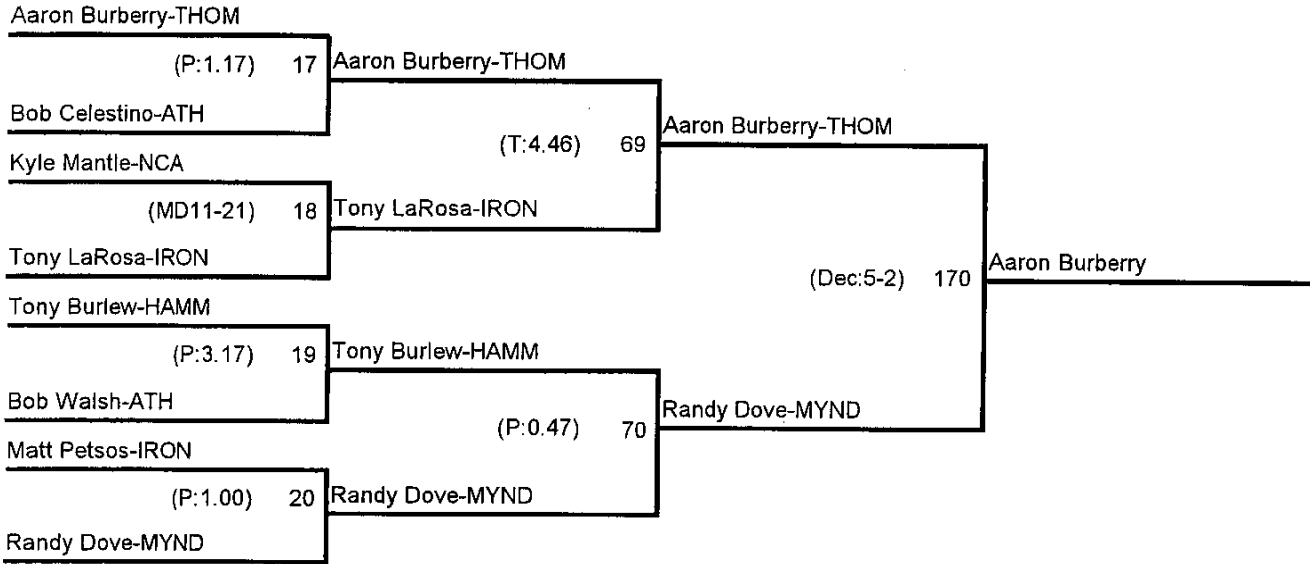 Aaron Burberry-THOM
(P:1.17) 17 Aaron Burberry-THOM
Bob Celestino-ATH
(T:4.46) 69 Aaron Burberry-THOM
Kyle Mantle-NCA
(MD11-21) 18 Tony LaRosa-IRON
Tony LaRosa-IRON
(Dec:5-2) 170 Aaron Burberry
Tony Burlew-HAMM
(P:3.17) 19 Tony Burlew-HAMM
Bob Walsh-ATH
(P:0.47) 70 Randy Dove-MYND
Matt Petsos-IRON
(P:1.00) 20 Randy Dove-MYND
Randy Dove-MYND